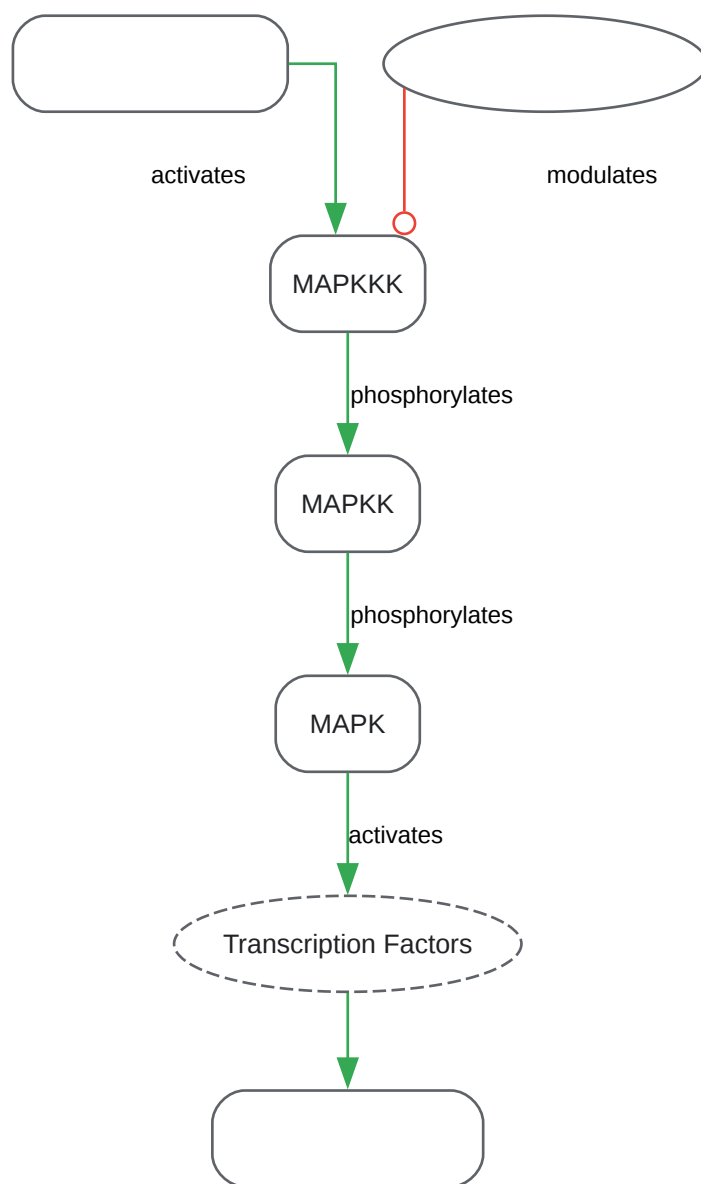 activates
modulates
MAPKKK
phosphorylates
MAPKK
phosphorylates
MAPK
activates
Transcription Factors